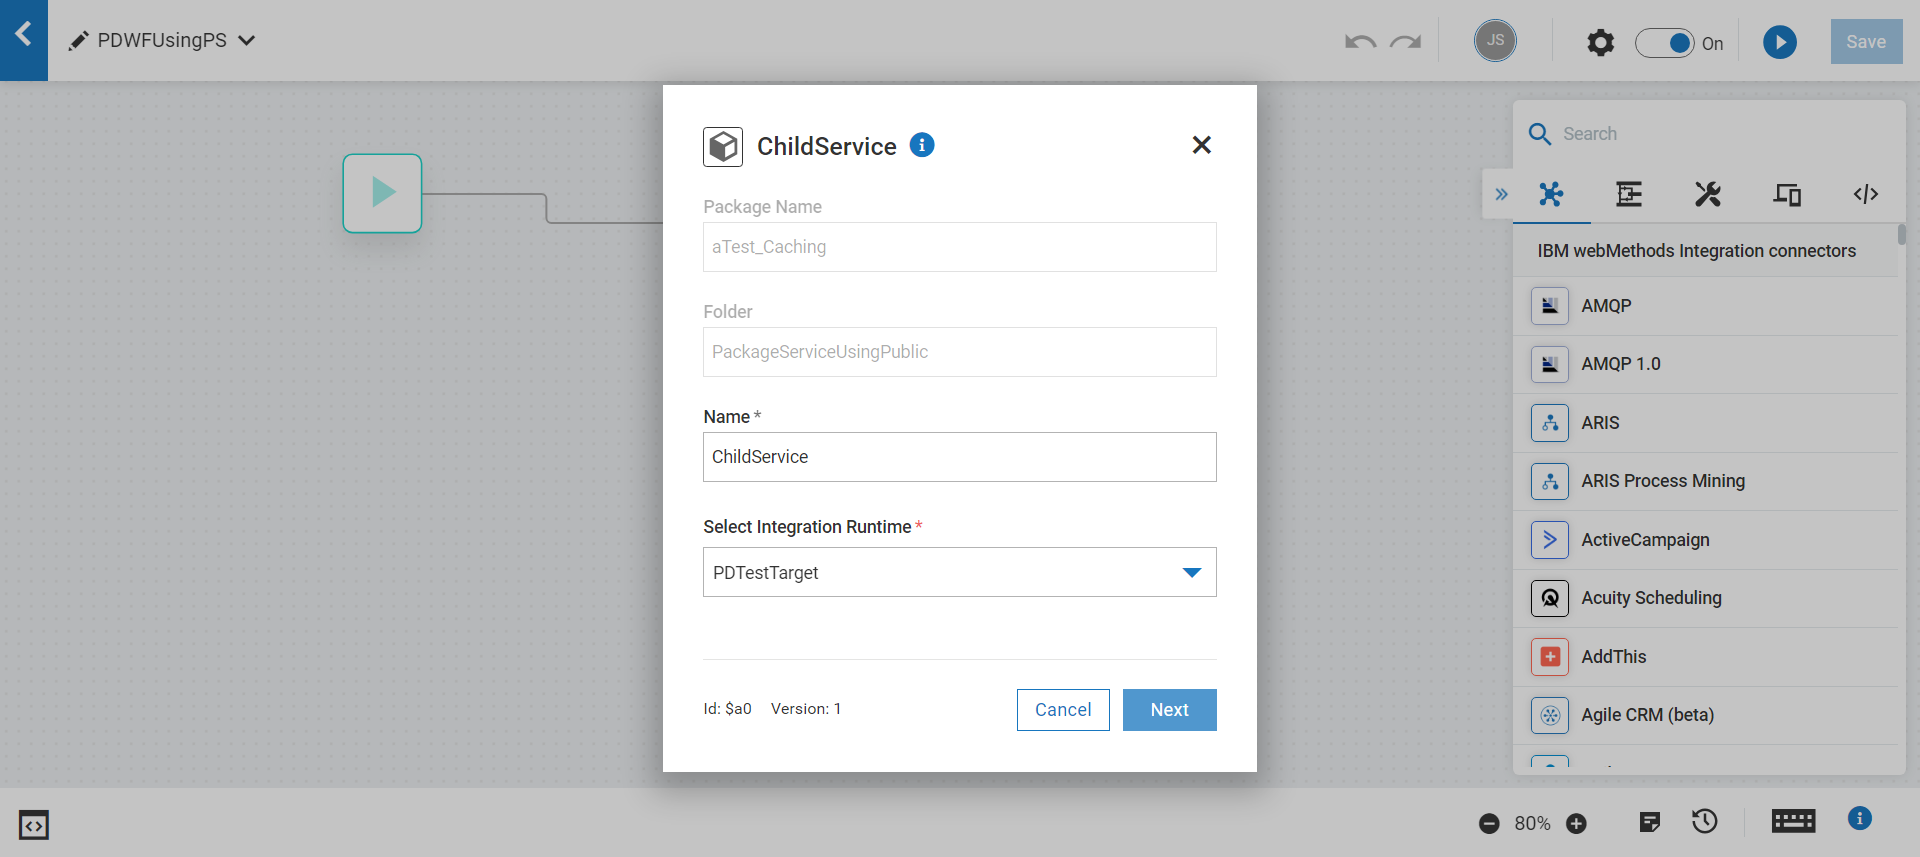 PDWFUsingPS
JS
On
Save
ChildService
Package Name
aTest_Caching
Folder
PackageServiceUsingPublic
Name *
ChildService
Select Integration Runtime *
PDTestTarget
Id: $a0 Version: 1
Cancel
Next
Search
IBM webMethods Integration connectors
AMQP
AMQP 1.0
ARIS
ARIS Process Mining
ActiveCampaign
Acuity Scheduling
AddThis
Agile CRM (beta)
80%